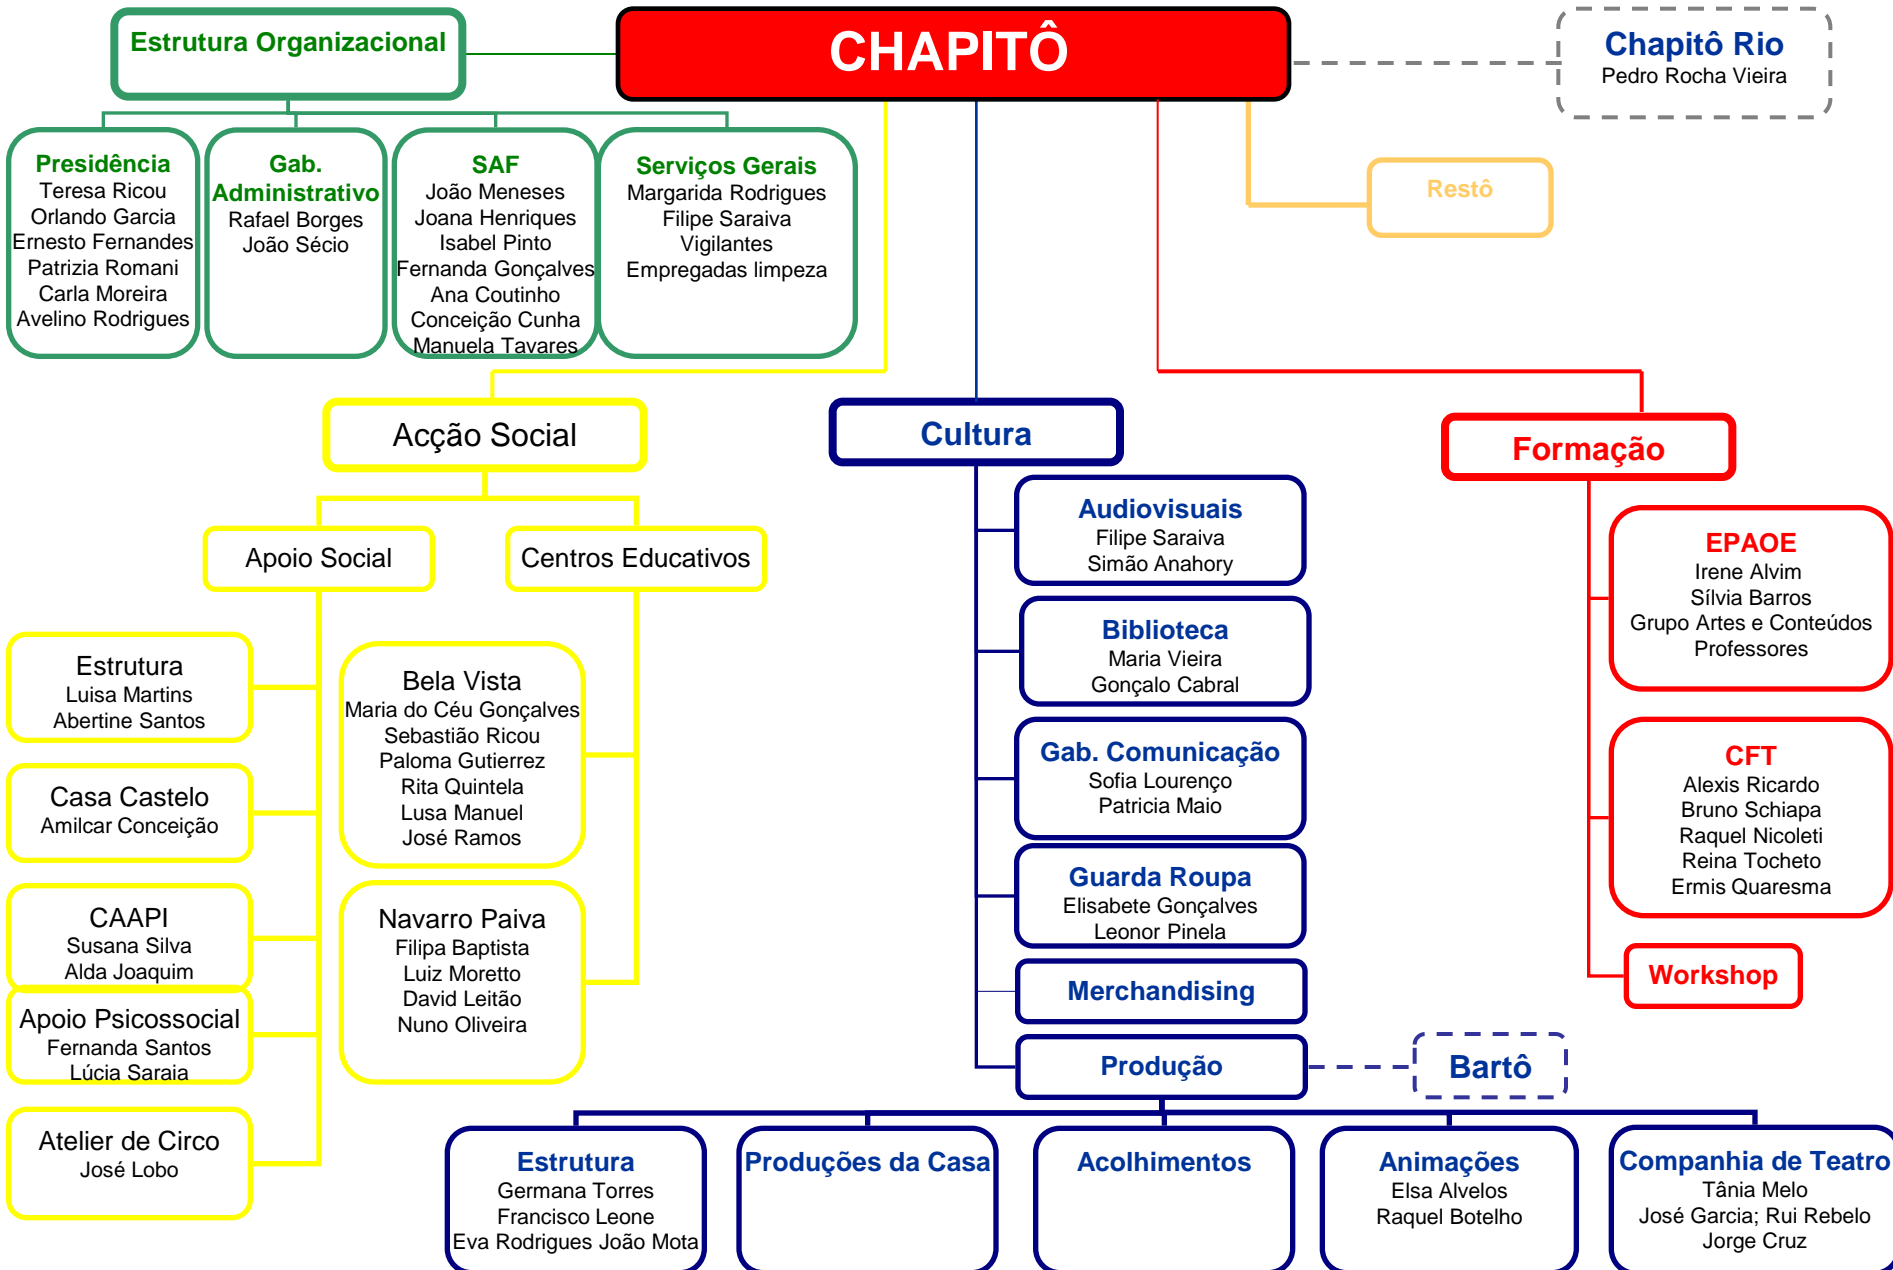 Estrutura Organizacional
CHAPITÔ
Chapitô Rio
Pedro Rocha Vieira
Presidência
Teresa Ricou
Orlando Garcia
Ernesto Fernandes
Patrizia Romani
Carla Moreira
Avelino Rodrigues
Gab.
Administrativo
Rafael Borges
João Sécio
SAF
João Meneses
Joana Henriques
Isabel Pinto
Fernanda Gonçalves
Ana Coutinho
Conceição Cunha
Manuela Tavares
Serviços Gerais
Margarida Rodrigues
Filipe Saraiva
Vigilantes
Empregadas limpeza
Restô
Acção Social
Cultura
Formação
Apoio Social
Centros Educativos
Estrutura
Luisa Martins
Abertine Santos
Casa Castelo
Amilcar Conceição
CAAPI
Susana Silva
Alda Joaquim
Apoio Psicossocial
Fernanda Santos
Lúcia Saraia
Atelier de Circo
José Lobo
Bela Vista
Maria do Céu Gonçalves
Sebastião Ricou
Paloma Gutierrez
Rita Quintela
Lusa Manuel
José Ramos
Navarro Paiva
Filipa Baptista
Luiz Moretto
David Leitão
Nuno Oliveira
Audiovisuais
Filipe Saraiva
Simão Anahory
Biblioteca
Maria Vieira
Gonçalo Cabral
Gab. Comunicação
Sofia Lourenço
Patricia Maio
Guarda Roupa
Elisabete Gonçalves
Leonor Pinela
Merchandising
Produção
Bartô
EPAOE
Irene Alvim
Sílvia Barros
Grupo Artes e Conteúdos
Professores
CFT
Alexis Ricardo
Bruno Schiapa
Raquel Nicoleti
Reina Tocheto
Ermis Quaresma
Workshop
Estrutura
Germana Torres
Francisco Leone
Eva Rodrigues João Mota
Produções da Casa
Acolhimentos
Animações
Elsa Alvelos
Raquel Botelho
Companhia de Teatro
Tânia Melo
José Garcia; Rui Rebelo
Jorge Cruz